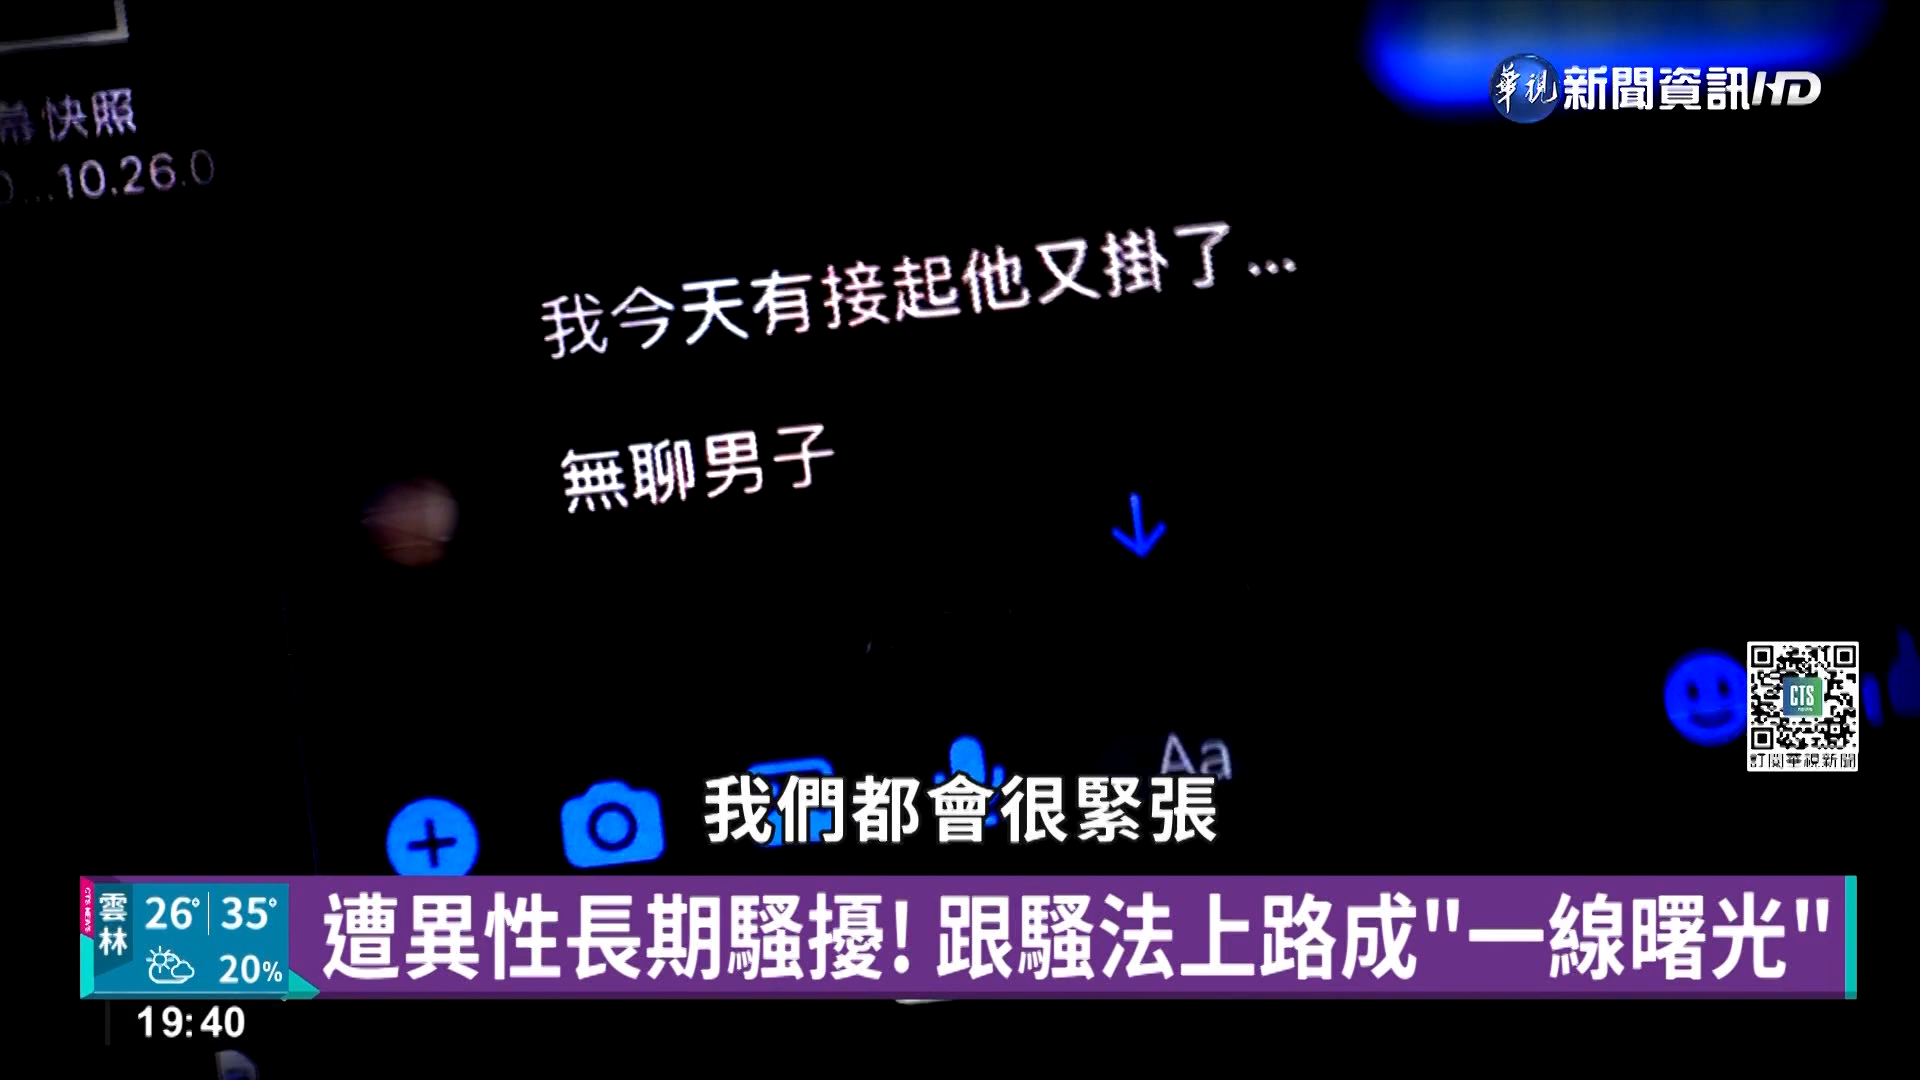 華視新聞資訊HD
幕快照
...10.26.0
我今天有接起他又掛了...
無聊男子
Aa
CTS
訂閱華視新聞
我們都會很緊張
CTS NEWS
雲林
26° 35°
20%
遭異性長期騷擾! 跟騷法上路成"一線曙光"
19:40